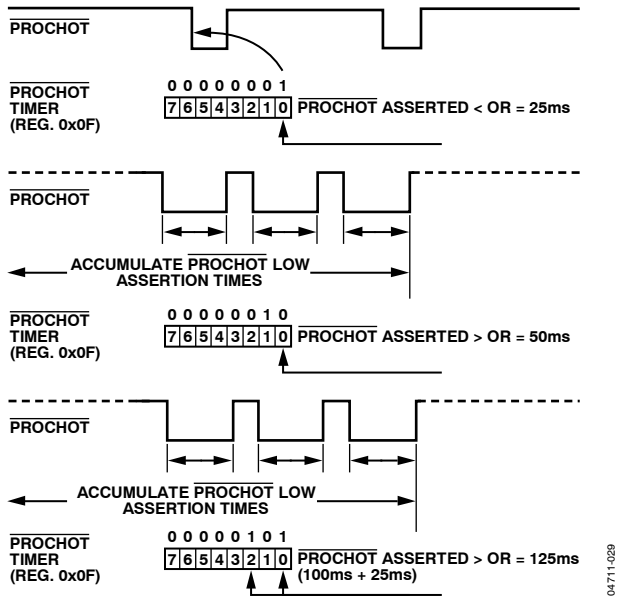 PROCHOT
PROCHOT
TIMER
(REG. 0x0F)
0 0 0 0 0 0 0 1
7 6 5 4 3 2 1 0
PROCHOT ASSERTED < OR = 25ms
PROCHOT
ACCUMULATE PROCHOT LOW
ASSERTION TIMES
PROCHOT
TIMER
(REG. 0x0F)
0 0 0 0 0 0 1 0
7 6 5 4 3 2 1 0
PROCHOT ASSERTED > OR = 50ms
PROCHOT
ACCUMULATE PROCHOT LOW
ASSERTION TIMES
PROCHOT
TIMER
(REG. 0x0F)
0 0 0 0 0 1 0 1
7 6 5 4 3 2 1 0
PROCHOT ASSERTED > OR = 125ms
(100ms + 25ms)
04711-029